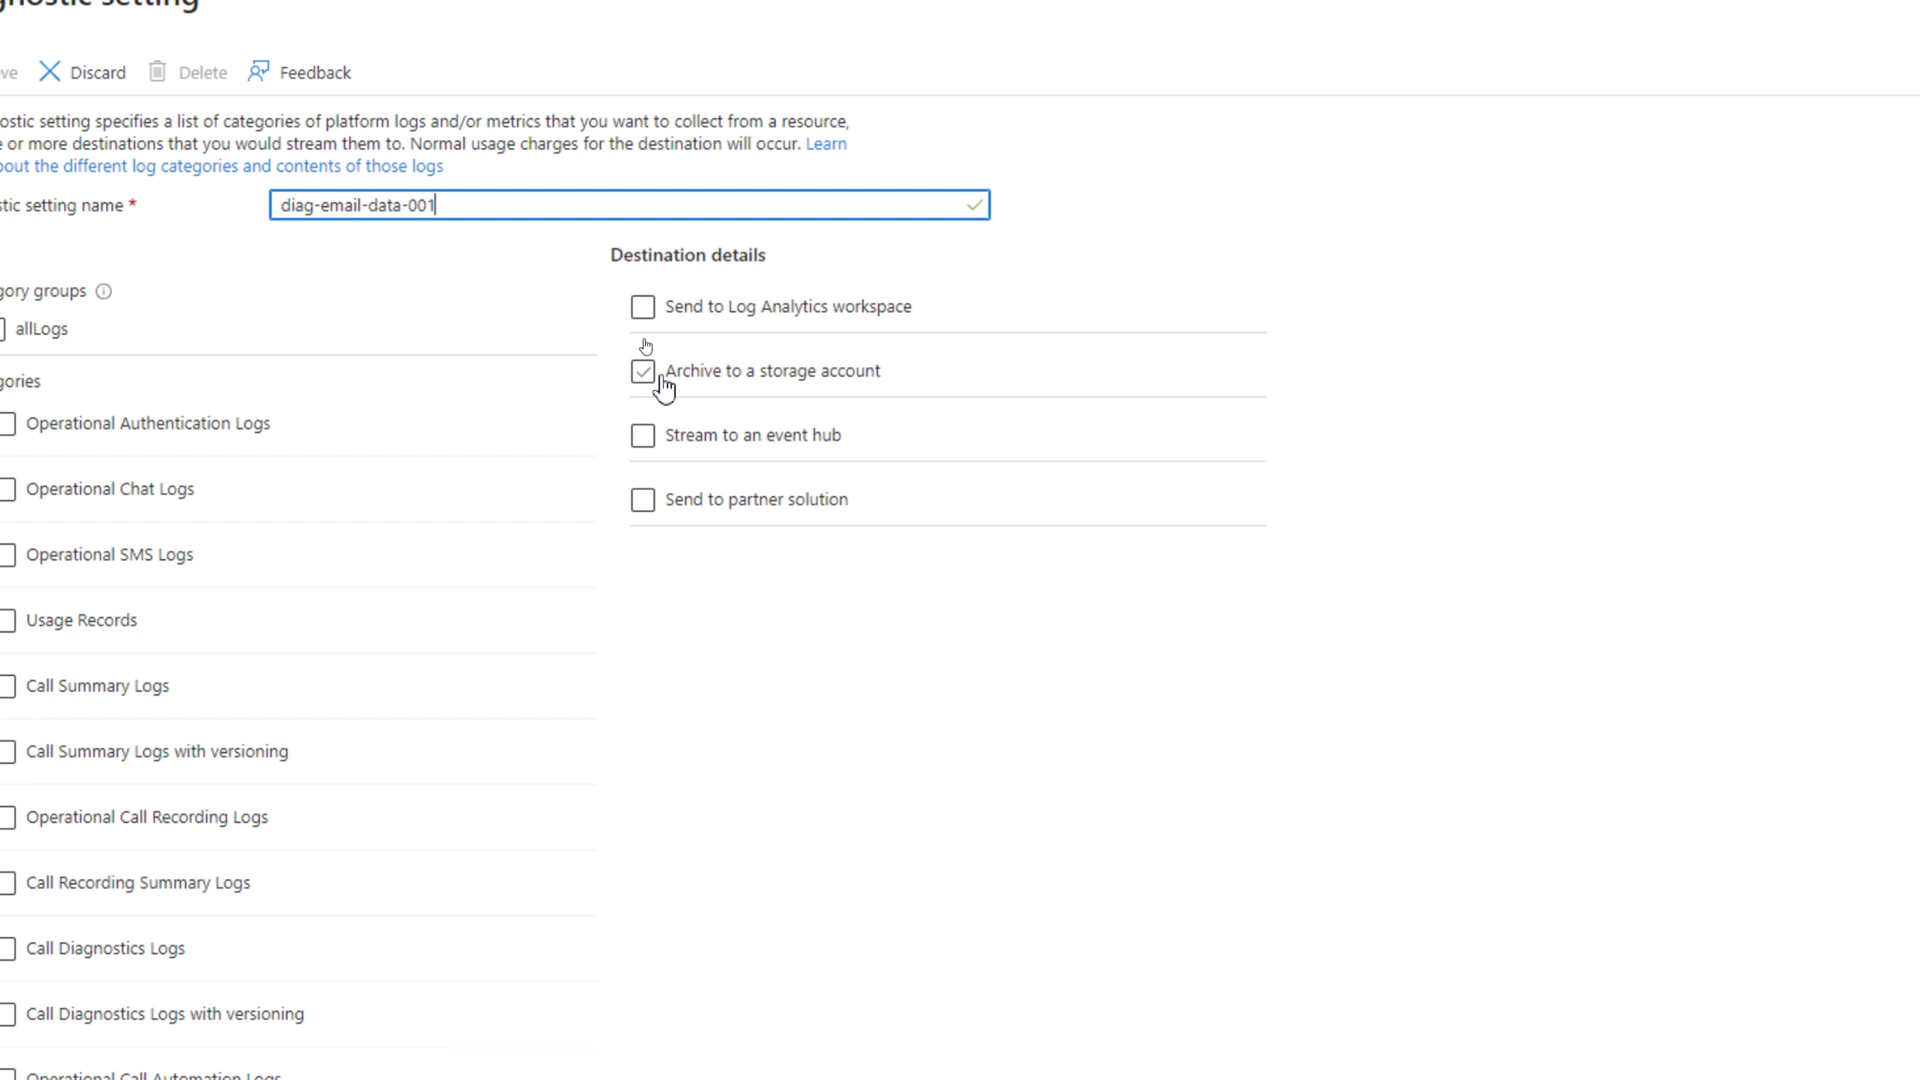 gnostic setting
ve Discard Delete Feedback
ostic setting specifies a list of categories of platform logs and/or metrics that you want to collect from a resource,
e or more destinations that you would stream them to. Normal usage charges for the destination will occur. Learn
bout the different log categories and contents of those logs
stic setting name *
diag-email-data-001
Destination details
gory groups
allLogs
gories
Operational Authentication Logs
Operational Chat Logs
Operational SMS Logs
Usage Records
Call Summary Logs
Call Summary Logs with versioning
Operational Call Recording Logs
Call Recording Summary Logs
Call Diagnostics Logs
Call Diagnostics Logs with versioning
Operational Call Automation Logs
Send to Log Analytics workspace
Archive to a storage account
Stream to an event hub
Send to partner solution